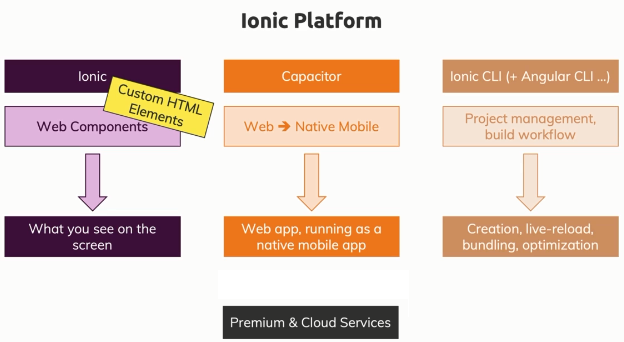 Ionic Platform
Ionic
Custom HTML
Elements
Web Components
What you see on the
screen
Capacitor
Web ➔ Native Mobile
Web app, running as a
native mobile app
Ionic CLI (+ Angular CLI ...)
Project management,
build workflow
Creation, live-reload,
bundling, optimization
Premium & Cloud Services